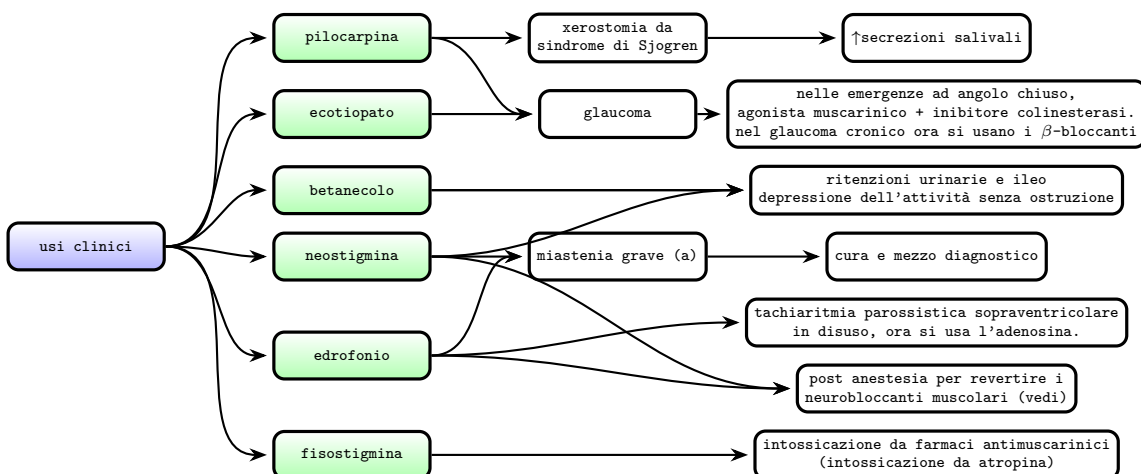 pilocarpina
xerostomia da
sindrome di Sjogren
↑secrezioni salivali
ecotiopato
glaucoma
nelle emergenze ad angolo chiuso,
agonista muscarinico + inibitore colinesterasi.
nel glaucoma cronico ora si usano i β-bloccanti
betanecolo
ritenzioni urinarie e ileo
depressione dell'attività senza ostruzione
usi clinici
neostigmina
miastenia grave (a)
cura e mezzo diagnostico
edrofonio
tachiaritmia parossistica sopraventricolare
in disuso, ora si usa l'adenosina.
post anestesia per revertire i
neurobloccanti muscolari (vedi)
fisostigmina
intossicazione da farmaci antimuscarinici
(intossicazione da atropina)